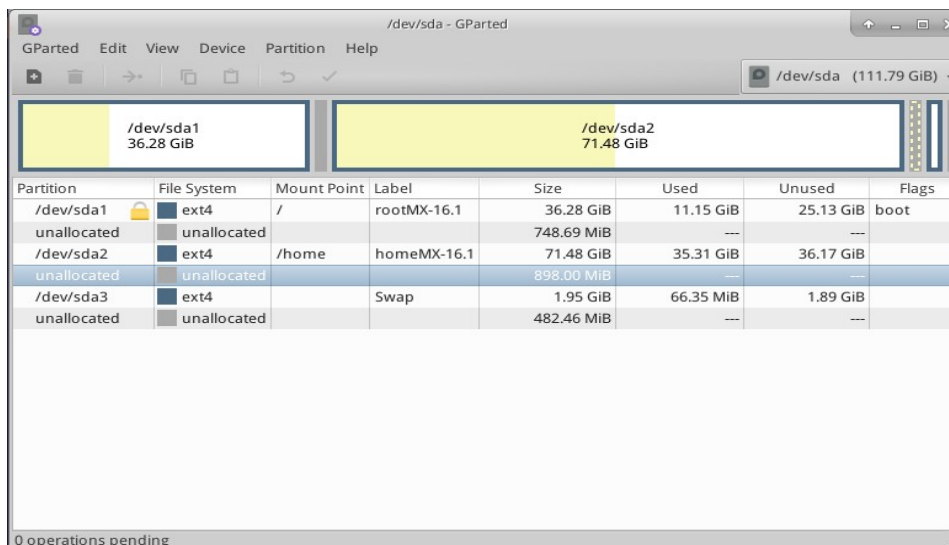 /dev/sda - GParted
GParted Edit View Device Partition Help
/dev/sda (111.79 GiB)
/dev/sda1
36.28 GiB
/dev/sda2
71.48 GiB
Partition File System Mount Point Label Size Used Unused Flags
/dev/sda1 ext4 / rootMX-16.1 36.28 GiB 11.15 GiB 25.13 GiB boot
unallocated unallocated 748.69 MiB --- ---
/dev/sda2 ext4 /home homeMX-16.1 71.48 GiB 35.31 GiB 36.17 GiB
unallocated unallocated 898.00 MiB --- ---
/dev/sda3 ext4 Swap 1.95 GiB 66.35 MiB 1.89 GiB
unallocated unallocated 482.46 MiB --- ---
0 operations pending